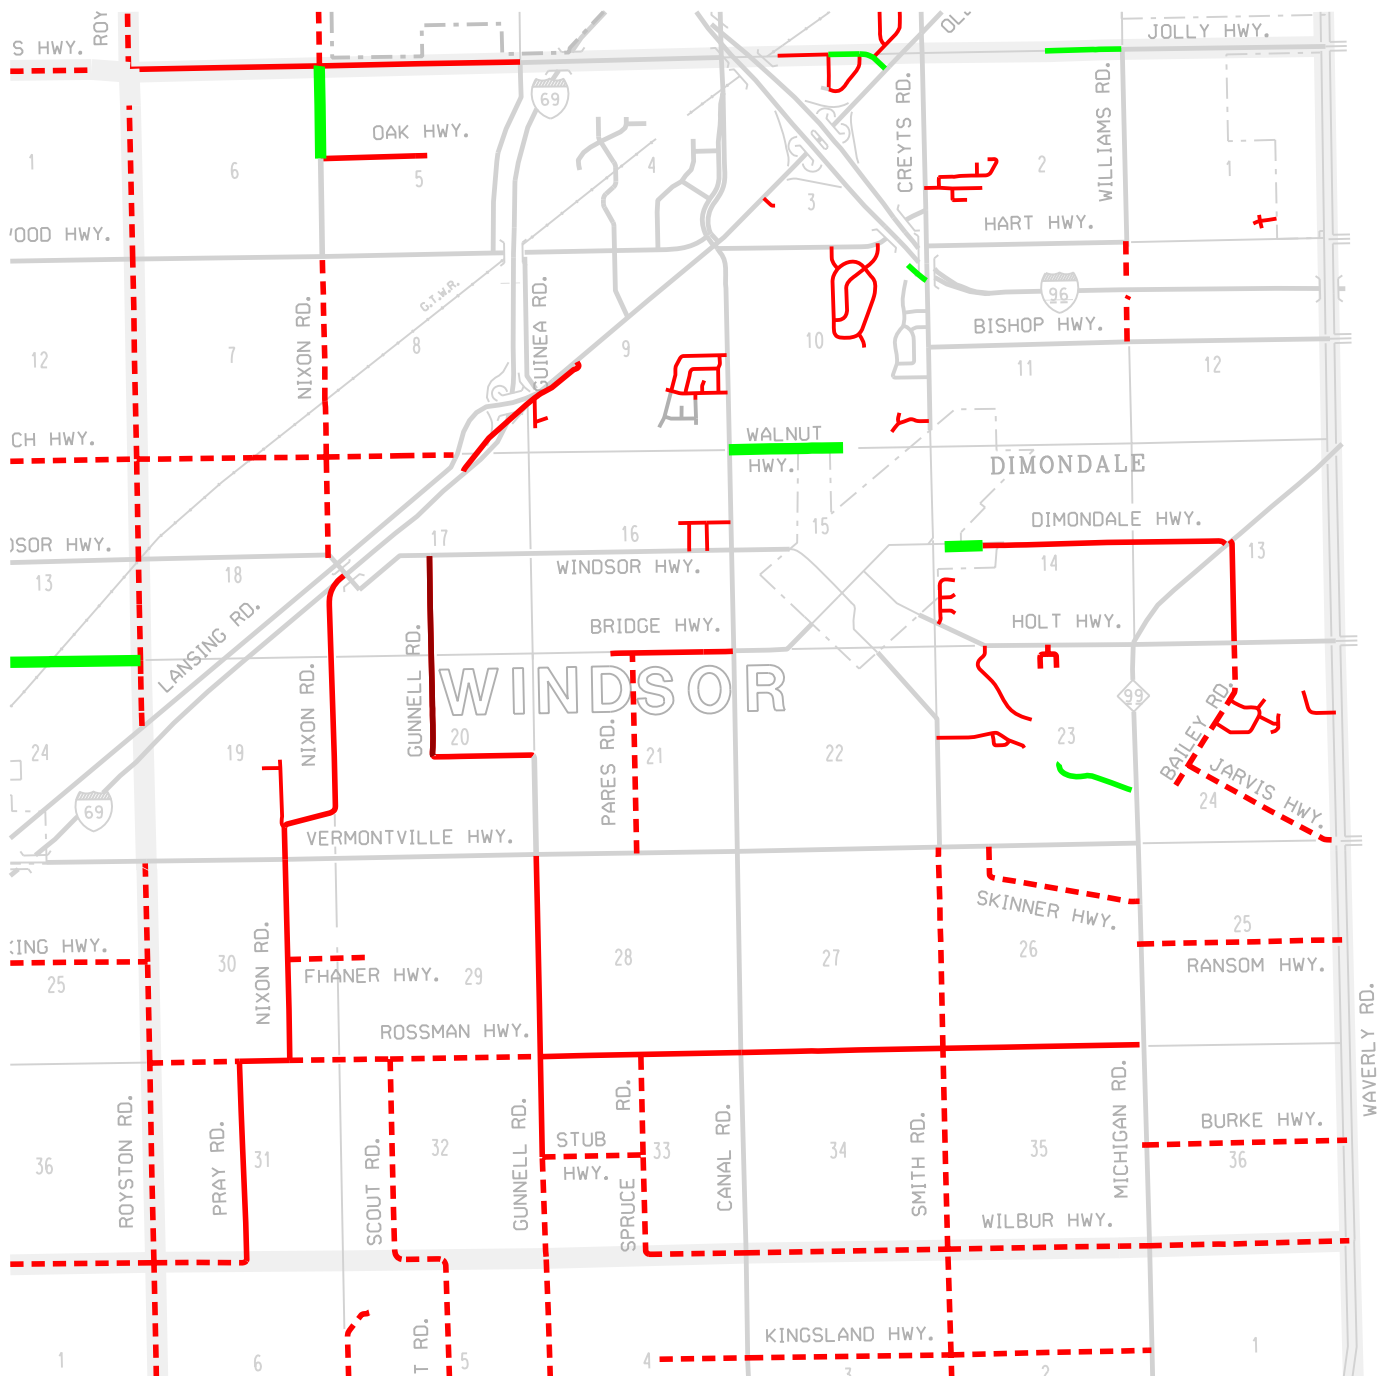 S HWY.
ROY
OL
JOLLY HWY.
69
OAK HWY.
CREYTS RD.
WILLIAMS RD.
1
6
5
4
3
2
1
OOD HWY.
HART HWY.
G.T.W.R.
NIXON RD.
GUINEA RD.
96
BISHOP HWY.
12
7
8
9
10
11
12
CH HWY.
WALNUT
HWY.
DIMONDALE
DSOR HWY.
17
16
15
DIMONDALE HWY.
13
18
WINDSOR HWY.
14
13
LANSING RD.
BRIDGE HWY.
HOLT HWY.
NIXON RD.
GUNNELL RD.
WINDSOR
99
BAILEY RD.
24
19
20
PARES RD.
21
22
23
JARVIS HWY.
24
69
VERMONTVILLE HWY.
SKINNER HWY.
KING HWY.
30
NIXON RD.
FHANER HWY.
29
28
27
26
25
RANSOM HWY.
25
ROSSMAN HWY.
WAVERLY RD.
36
ROYSTON RD.
PRAY RD.
31
SCOUT RD.
32
GUNNELL RD.
STUB
HWY.
SPRUCE RD.
33
CANAL RD.
34
SMITH RD.
35
MICHIGAN RD.
BURKE HWY.
36
WILBUR HWY.
1
6
T RD.
5
4
KINGSLAND HWY.
3
2
1